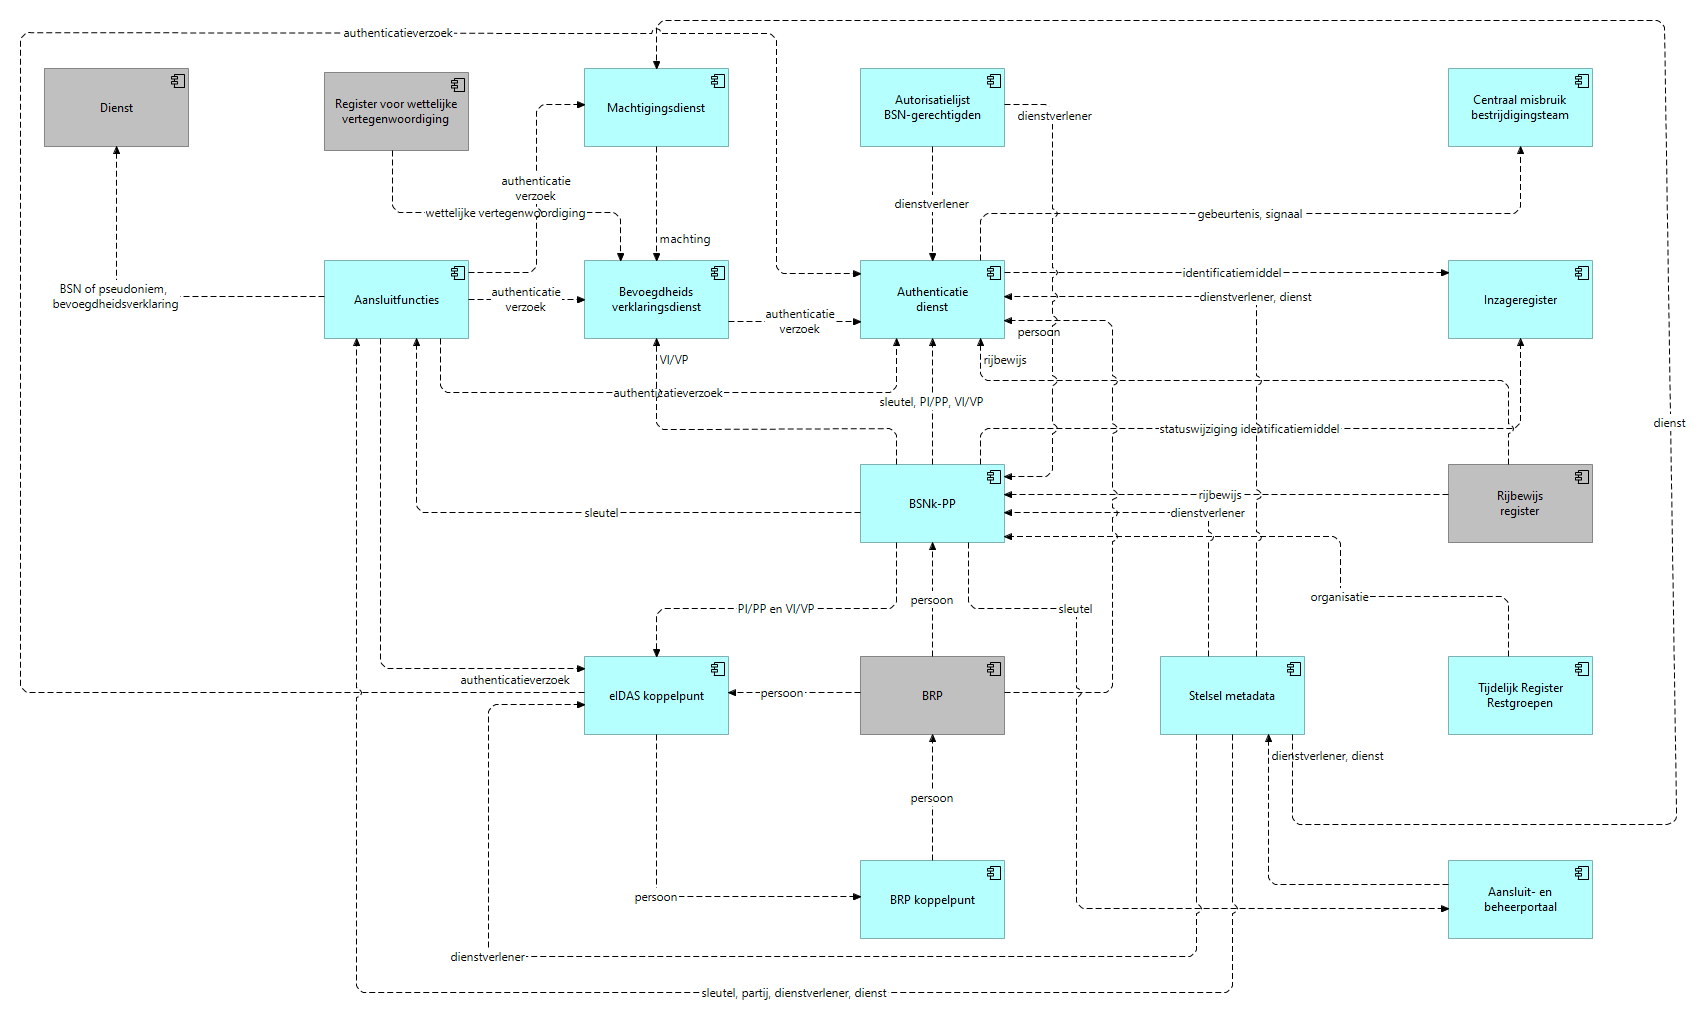 authenticatieverzoek
Dienst
Register voor wettelijke
vertegenwoordiging
Machtigingsdienst
Autorisatielijst
BSN-gerechtigden
dienstverlener
Centraal misbruik
bestrijdigingsteam
authenticatie
verzoek
wettelijke vertegenwoordiging
dienstverlener
gebeurtenis, signaal
machting
BSN of pseudoniem,
bevoegdheidsverklaring
Aansluitfuncties
authenticatie
verzoek
Bevoegdheids
verklaringsdienst
authenticatie
verzoek
Authenticatie
dienst
identificatiemiddel
dienstverlener, dienst
Inzageregister
persoon
VI/VP
rijbewijs
authenticatieverzoek
sleutel, PI/PP, VI/VP
statuswijziging identificatiemiddel
dienst
sleutel
BSNk-PP
rijbewijs
dienstverlener
Rijbewijs
register
organisatie
PI/PP en VI/VP
persoon
sleutel
authenticatieverzoek
eIDAS koppelpunt
persoon
BRP
Stelsel metadata
Tijdelijk Register
Restgroepen
dienstverlener, dienst
persoon
persoon
BRP koppelpunt
Aansluit- en
beheerportaal
dienstverlener
sleutel, partij, dienstverlener, dienst